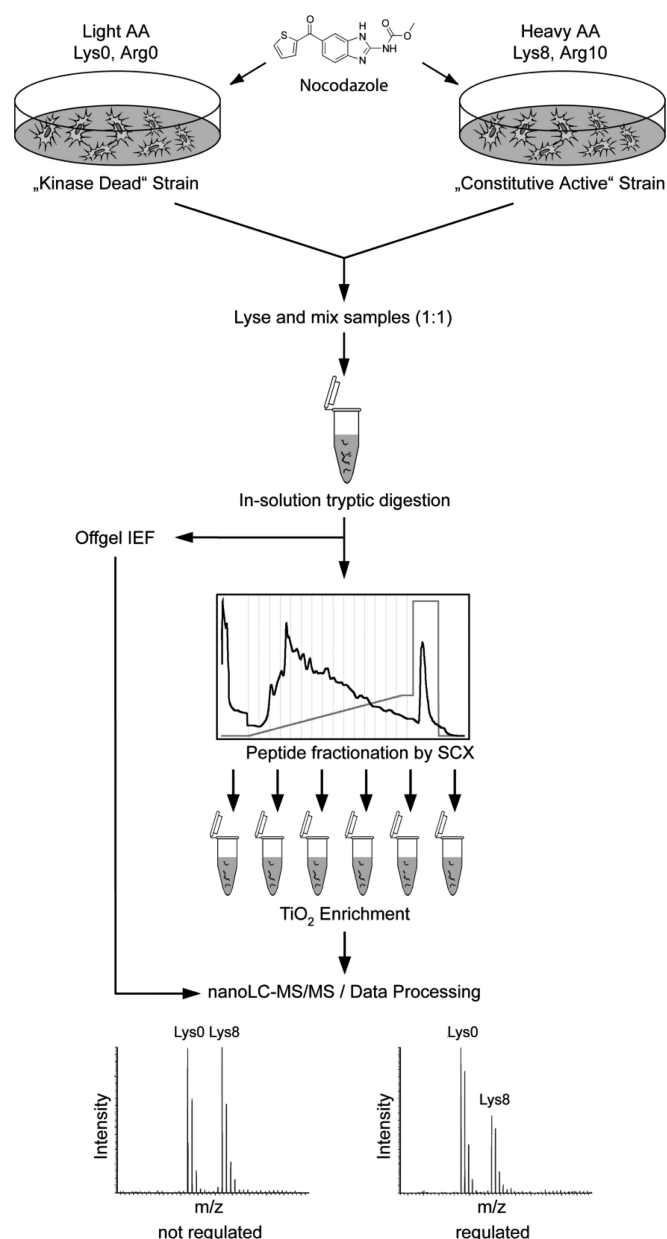 Light AA
Lys0, Arg0
Heavy AA
Lys8, Arg10
S
O
H
N
N
NH
O
O
Nocodazole
„Kinase Dead“ Strain
„Constitutive Active“ Strain
Lyse and mix samples (1:1)
In-solution tryptic digestion
Offgel IEF
Peptide fractionation by SCX
TiO2 Enrichment
nanoLC-MS/MS / Data Processing
Lys0 Lys8
Intensity
m/z
not regulated
Lys0
Lys8
Intensity
m/z
regulated